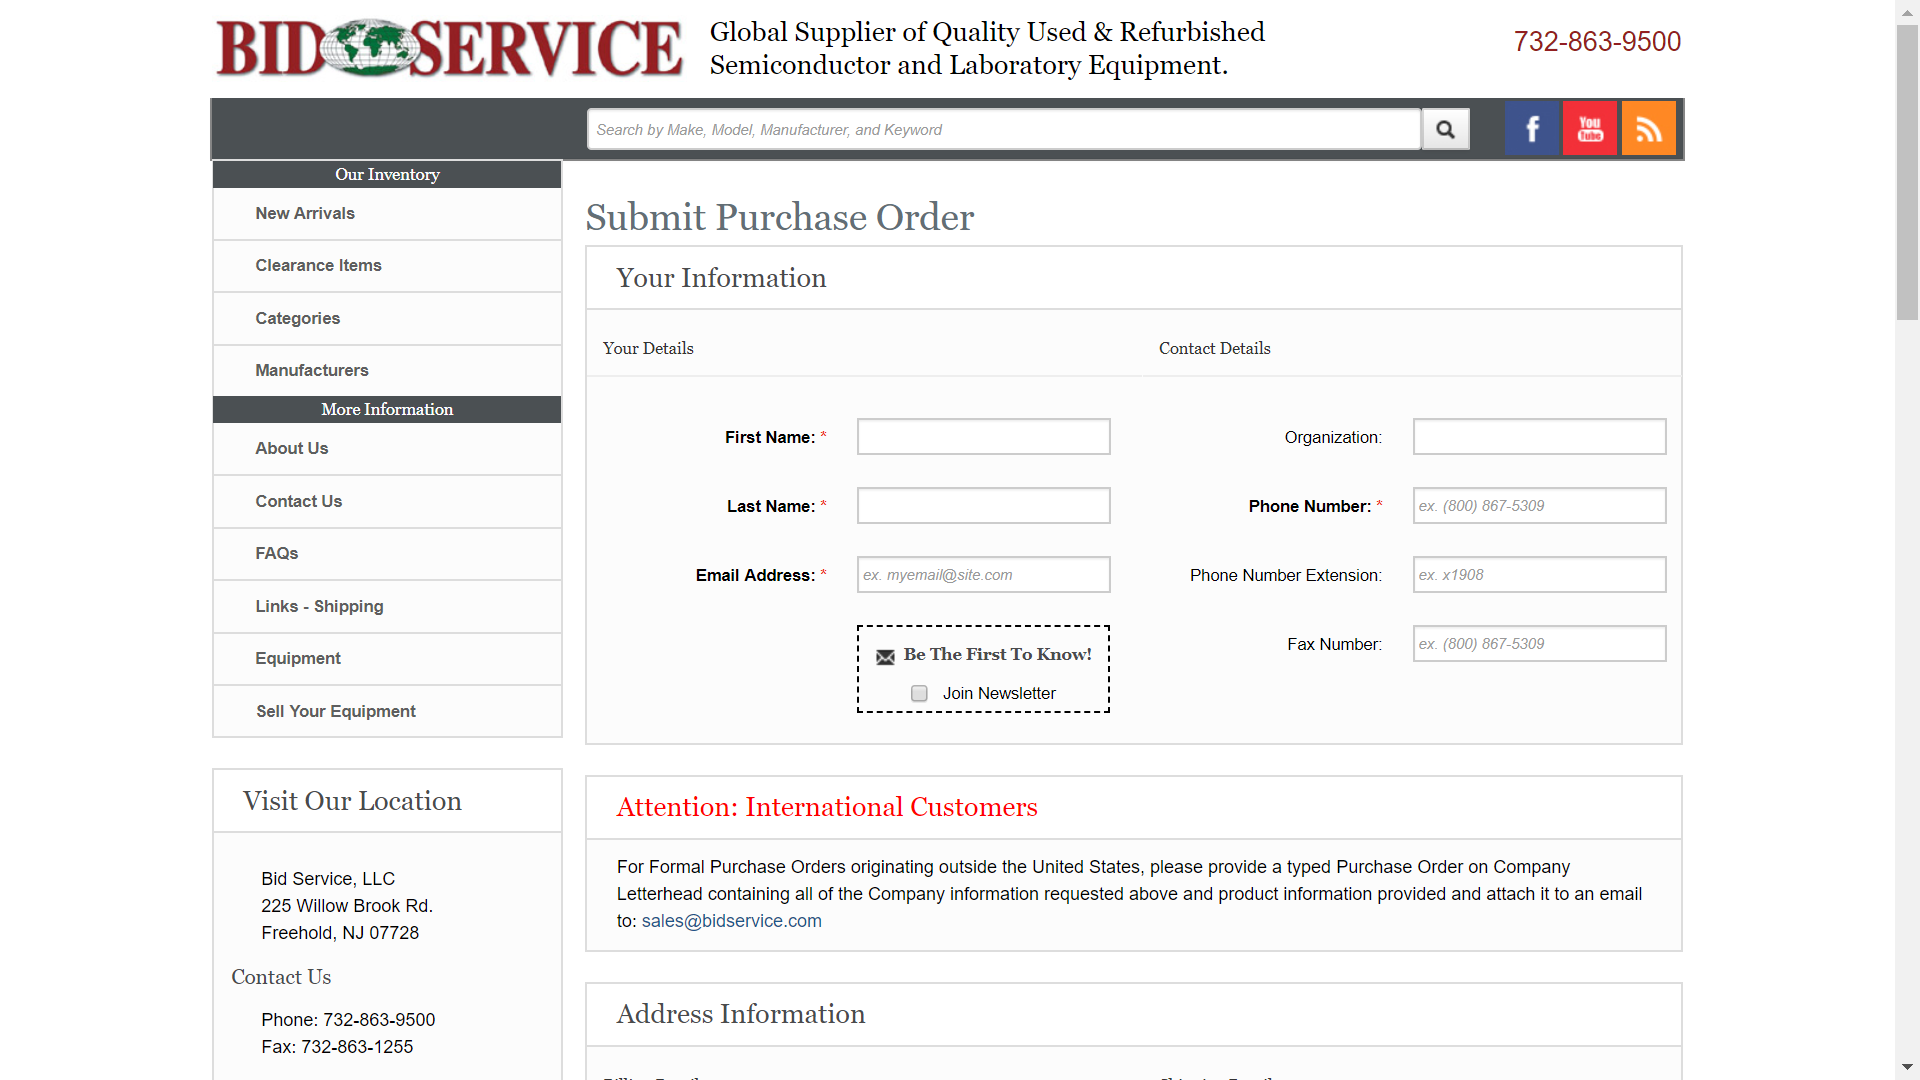 BID SERVICE
Global Supplier of Quality Used & Refurbished
Semiconductor and Laboratory Equipment.
732-863-9500
Search by Make, Model, Manufacturer, and Keyword
f
You
Tube
Our Inventory
New Arrivals
Clearance Items
Categories
Manufacturers
More Information
About Us
Contact Us
FAQs
Links - Shipping
Equipment
Sell Your Equipment
Visit Our Location
Bid Service, LLC
225 Willow Brook Rd.
Freehold, NJ 07728
Contact Us
Phone: 732-863-9500
Fax: 732-863-1255
Submit Purchase Order
Your Information
Your Details
First Name: *
Last Name: *
Email Address: *
ex. myemail@site.com
Be The First To Know!
Join Newsletter
Contact Details
Organization:
Phone Number: *
ex. (800) 867-5309
Phone Number Extension:
ex. x1908
Fax Number:
ex. (800) 867-5309
Attention: International Customers
For Formal Purchase Orders originating outside the United States, please provide a typed Purchase Order on Company
Letterhead containing all of the Company information requested above and product information provided and attach it to an email
to: sales@bidservice.com
Address Information